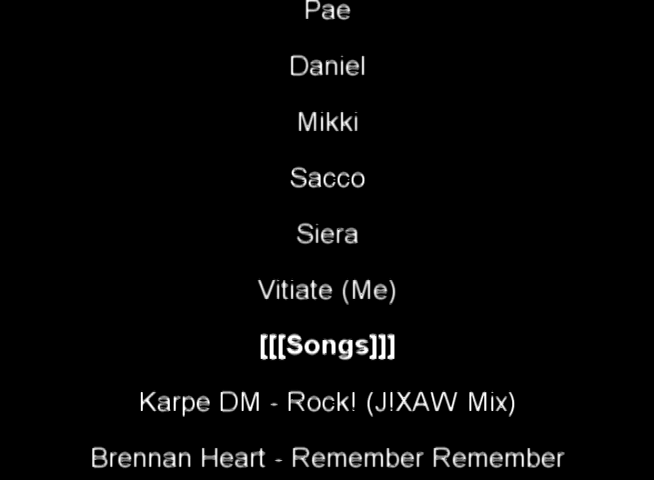 Pae
Daniel
Mikki
Sacco
Siera
Vitiate (Me)
[[[Songs]]]
Karpe DM - Rock! (J!XAW Mix)
Brennan Heart - Remember Remember